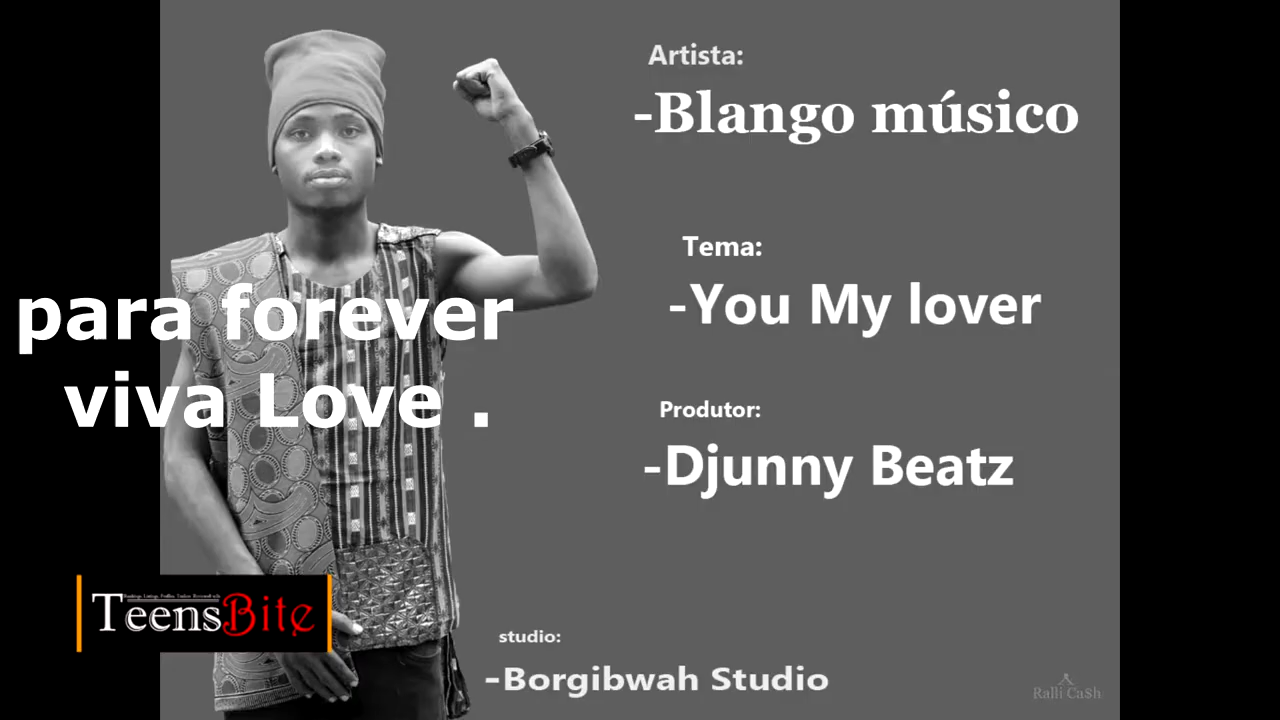 Artista:
-Blango músico
Tema:
-You My lover
para forever
viva Love .
Produtor:
-Djunny Beatz
TeensBite
studio:
-Borgibwah Studio
Ralli Ca$h